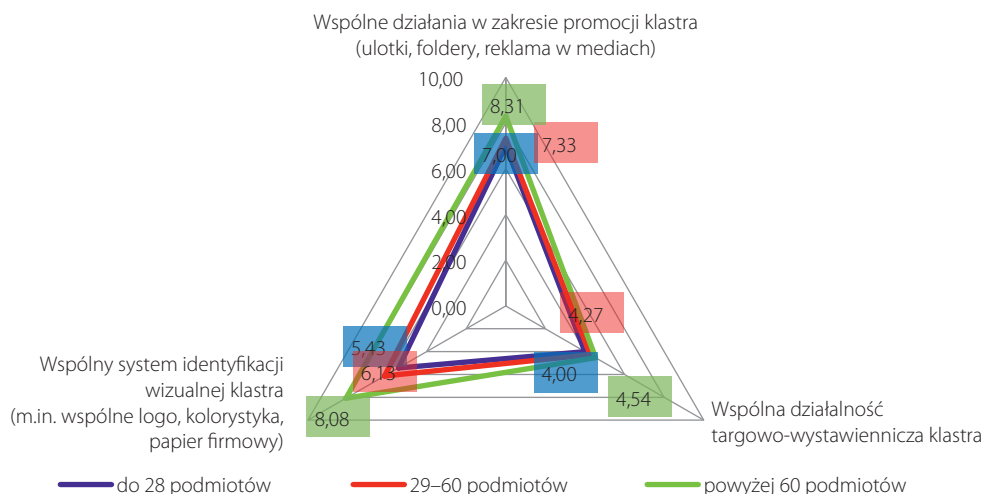 Wspólne działania w zakresie promocji klastra
(ulotki, foldery, reklama w mediach)
10,00
8,31
8,00
7,33
7,00
6,00
4,00
2,00
0,00
4,27
5,43
6,13
4,00
4,54
8,08
Wspólny system identyfikacji
wizualnej klastra
(m.in. wspólne logo, kolorystyka,
papier firmowy)
Wspólna działalność
targowo-wystawiennicza klastra
do 28 podmiotów
29–60 podmiotów
powyżej 60 podmiotów